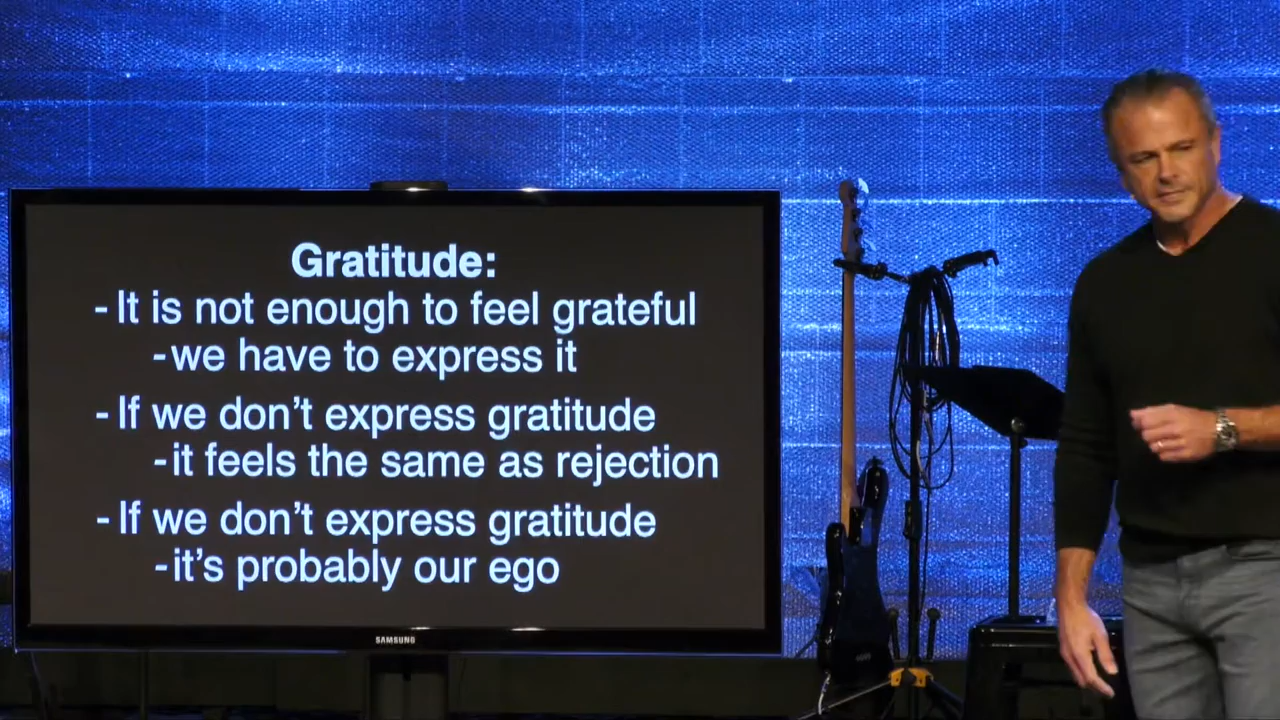 Gratitude:
- It is not enough to feel grateful
- we have to express it
- If we don't express gratitude
- it feels the same as rejection
- If we don't express gratitude
- it's probably our ego
SAMSUNG